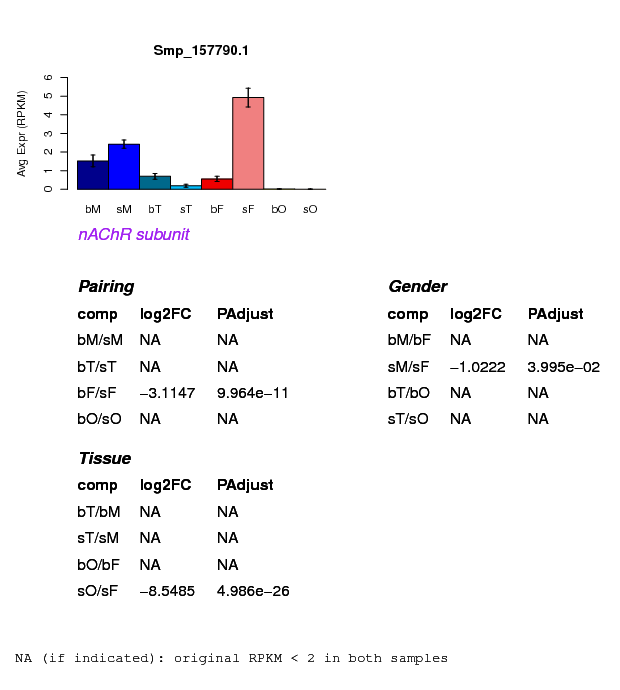 Smp_157790.1
Avg Expr (RPKM)
0 1 2 3 4 5 6
bM sM bT sT bF sF bO sO
nAChR subunit
Pairing
comp log2FC PAdjust
bM/sM NA NA
bT/sT NA NA
bF/sF −3.1147 9.964e−11
bO/sO NA NA
Gender
comp log2FC PAdjust
bM/bF NA NA
sM/sF −1.0222 3.995e−02
bT/bO NA NA
sT/sO NA NA
Tissue
comp log2FC PAdjust
bT/bM NA NA
sT/sM NA NA
bO/bF NA NA
sO/sF −8.5485 4.986e−26
NA (if indicated): original RPKM < 2 in both samples